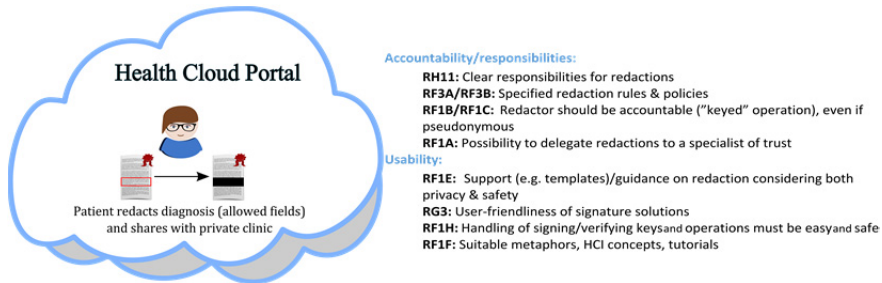 Health Cloud Portal
Patient redacts diagnosis (allowed fields)
and shares with private clinic
Accountability/responsibilities:
RH11: Clear responsibilities for redactions
RF3A/RF3B: Specified redaction rules & policies
RF1B/RF1C: Redactor should be accountable (”keyed” operation), even if
pseudonymous
RF1A: Possibility to delegate redactions to a specialist of trust
Usability:
RF1E: Support (e.g. templates)/guidance on redaction considering both
privacy & safety
RG3: User-friendliness of signature solutions
RF1H: Handling of signing/verifying keysand operations must be easyand safe
RF1F: Suitable metaphors, HCI concepts, tutorials